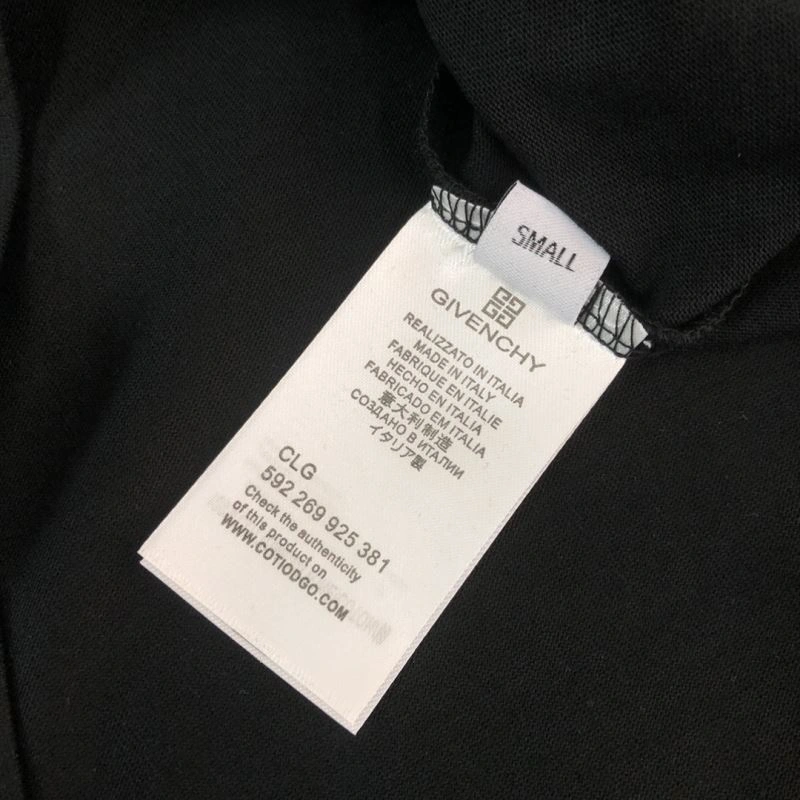 SMALL
GIVENCHY
REALIZZATO IN ITALIA
MADE IN ITALY
FABRIQUE EN ITALIE
HECHO EN ITALIA
FABRICADO EM ITALIA
意大利制造
СОЗДАНО В ИТАЛИИ
イタリア製
CLG
592 269 925 381
Check the authenticity
of this product on
WWW.COTIODGO.COM